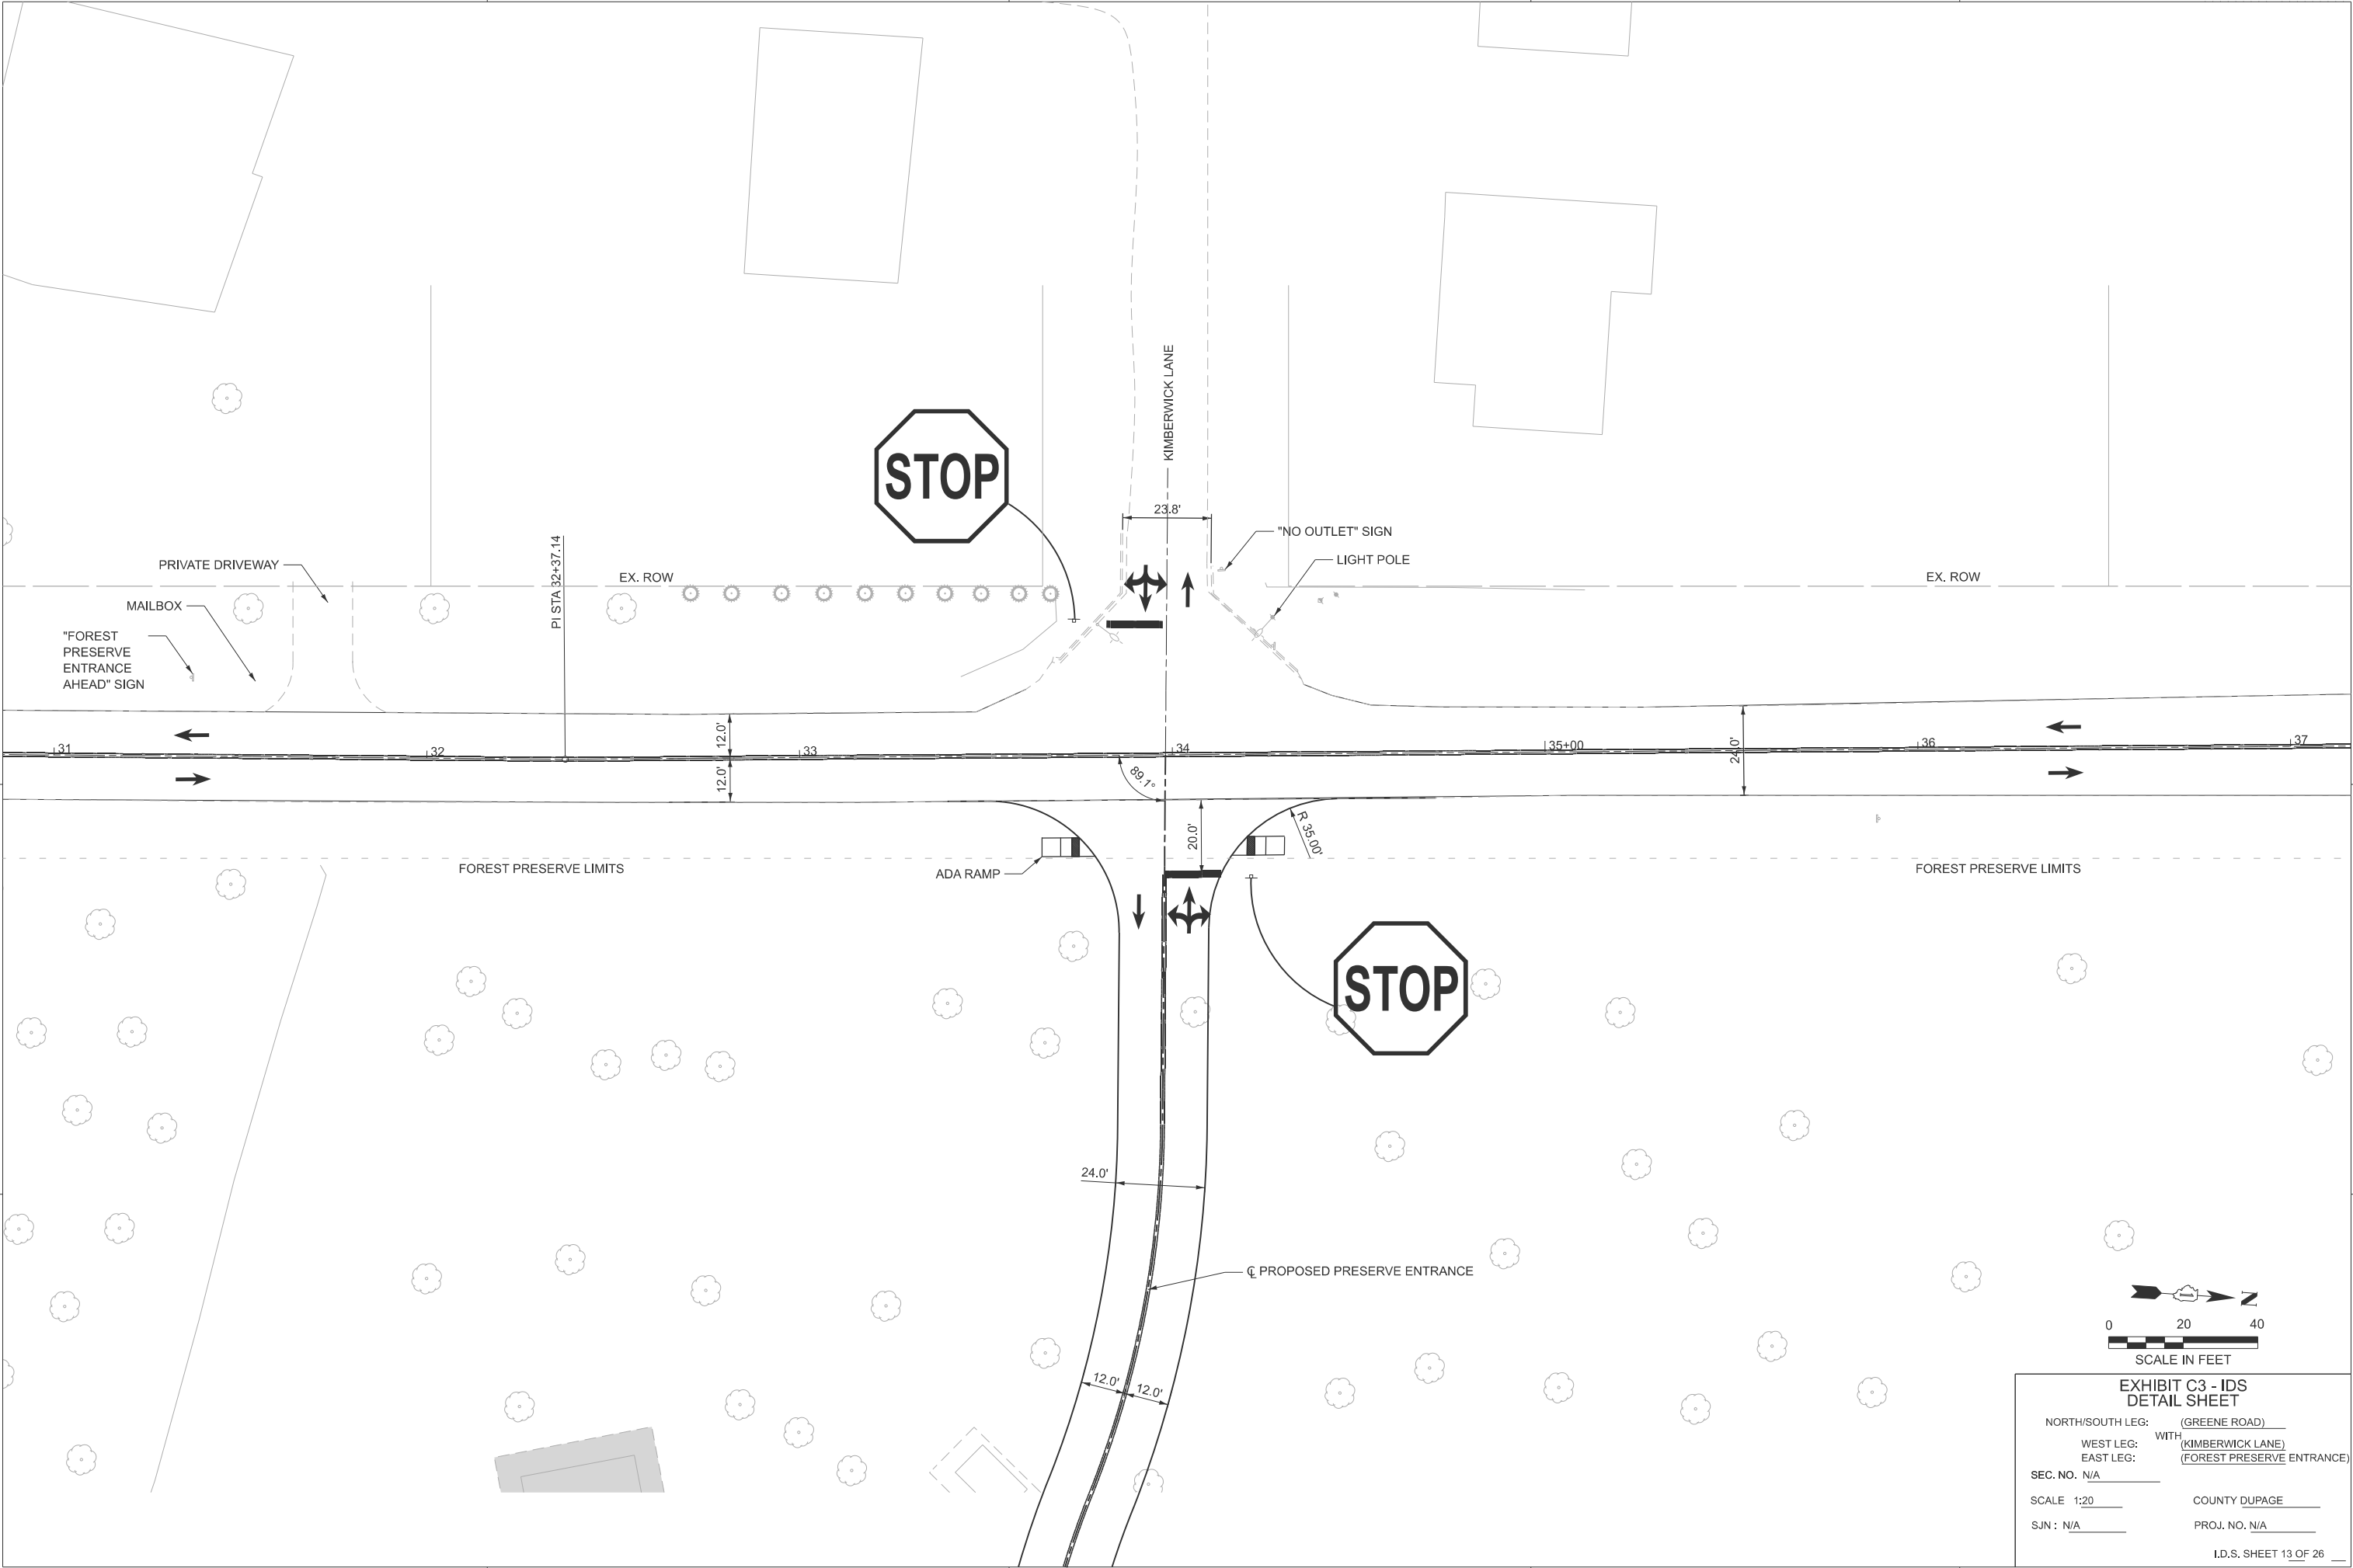 KIMBERWICK LANE
STOP
23.8'
"NO OUTLET" SIGN
LIGHT POLE
PRIVATE DRIVEWAY
MAILBOX
"FOREST
PRESERVE
ENTRANCE
AHEAD" SIGN
PI STA 32+37.14
EX. ROW
EX. ROW
31
32
12.0'
12.0'
33
34
35+00
24.0'
36
37
89.1°
20.0'
R 35.00'
FOREST PRESERVE LIMITS
ADA RAMP
FOREST PRESERVE LIMITS
STOP
24.0'
℄ PROPOSED PRESERVE ENTRANCE
12.0'
12.0'
N
0 20 40
SCALE IN FEET
EXHIBIT C3 - IDS
DETAIL SHEET
NORTH/SOUTH LEG: (GREENE ROAD)
WITH
WEST LEG: (KIMBERWICK LANE)
EAST LEG: (FOREST PRESERVE ENTRANCE)
SEC. NO. N/A
SCALE 1:20 COUNTY DUPAGE
SJN : N/A PROJ. NO. N/A
I.D.S. SHEET 13 OF 26